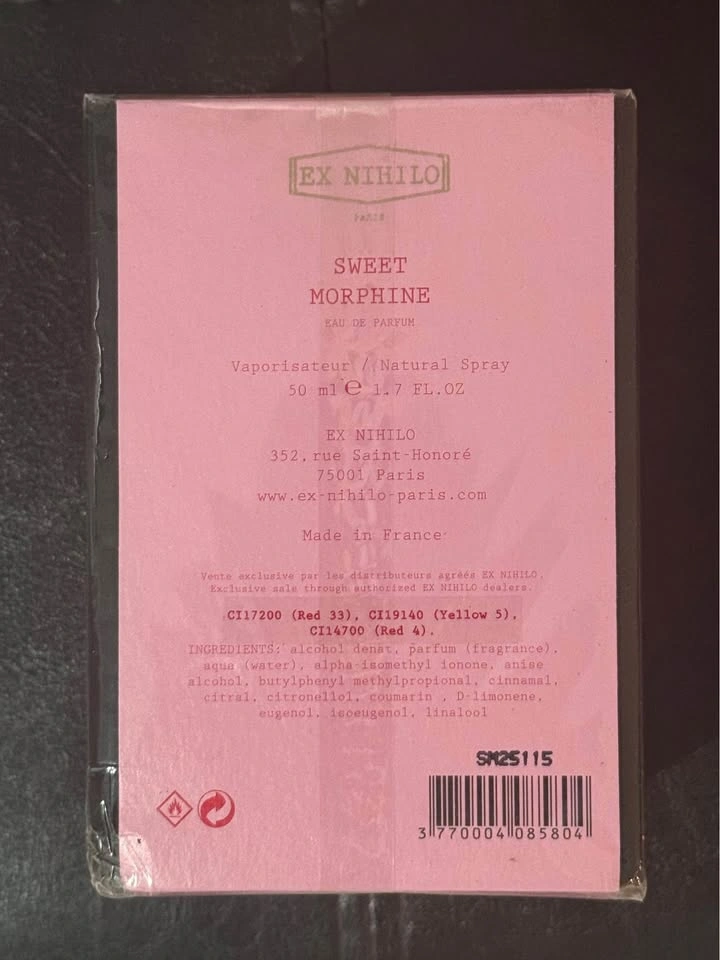 EX NIHILO
PARIS
SWEET
MORPHINE
EAU DE PARFUM
Vaporisateur / Natural Spray
50 ml ℮ 1.7 FL.OZ
EX NIHILO
352, rue Saint-Honoré
75001 Paris
www.ex-nihilo-paris.com
Made in France
Vente exclusive par les distributeurs agréés EX NIHILO.
Exclusive sale through authorized EX NIHILO dealers.
CI17200 (Red 33), CI19140 (Yellow 5),
CI14700 (Red 4).
INGREDIENTS: alcohol denat, parfum (fragrance),
aqua (water), alpha-isomethyl ionone, anise
alcohol, butylphenyl methylpropional, cinnamal,
citral, citronellol, coumarin , D-limonene,
eugenol, isoeugenol, linalool
SM25115
3 770004 085804